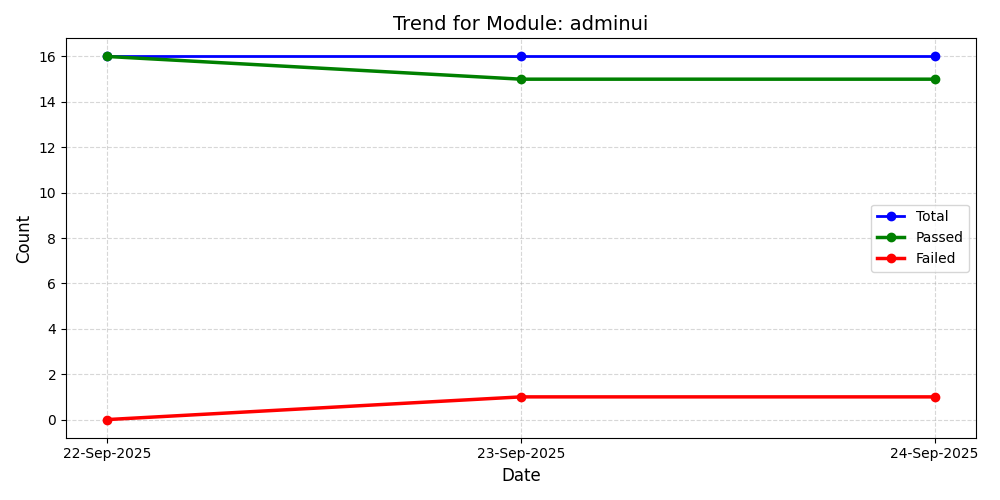 Trend for Module: adminui
Count
16
14
12
10
8
6
4
2
0
Total
Passed
Failed
22-Sep-2025
23-Sep-2025
24-Sep-2025
Date